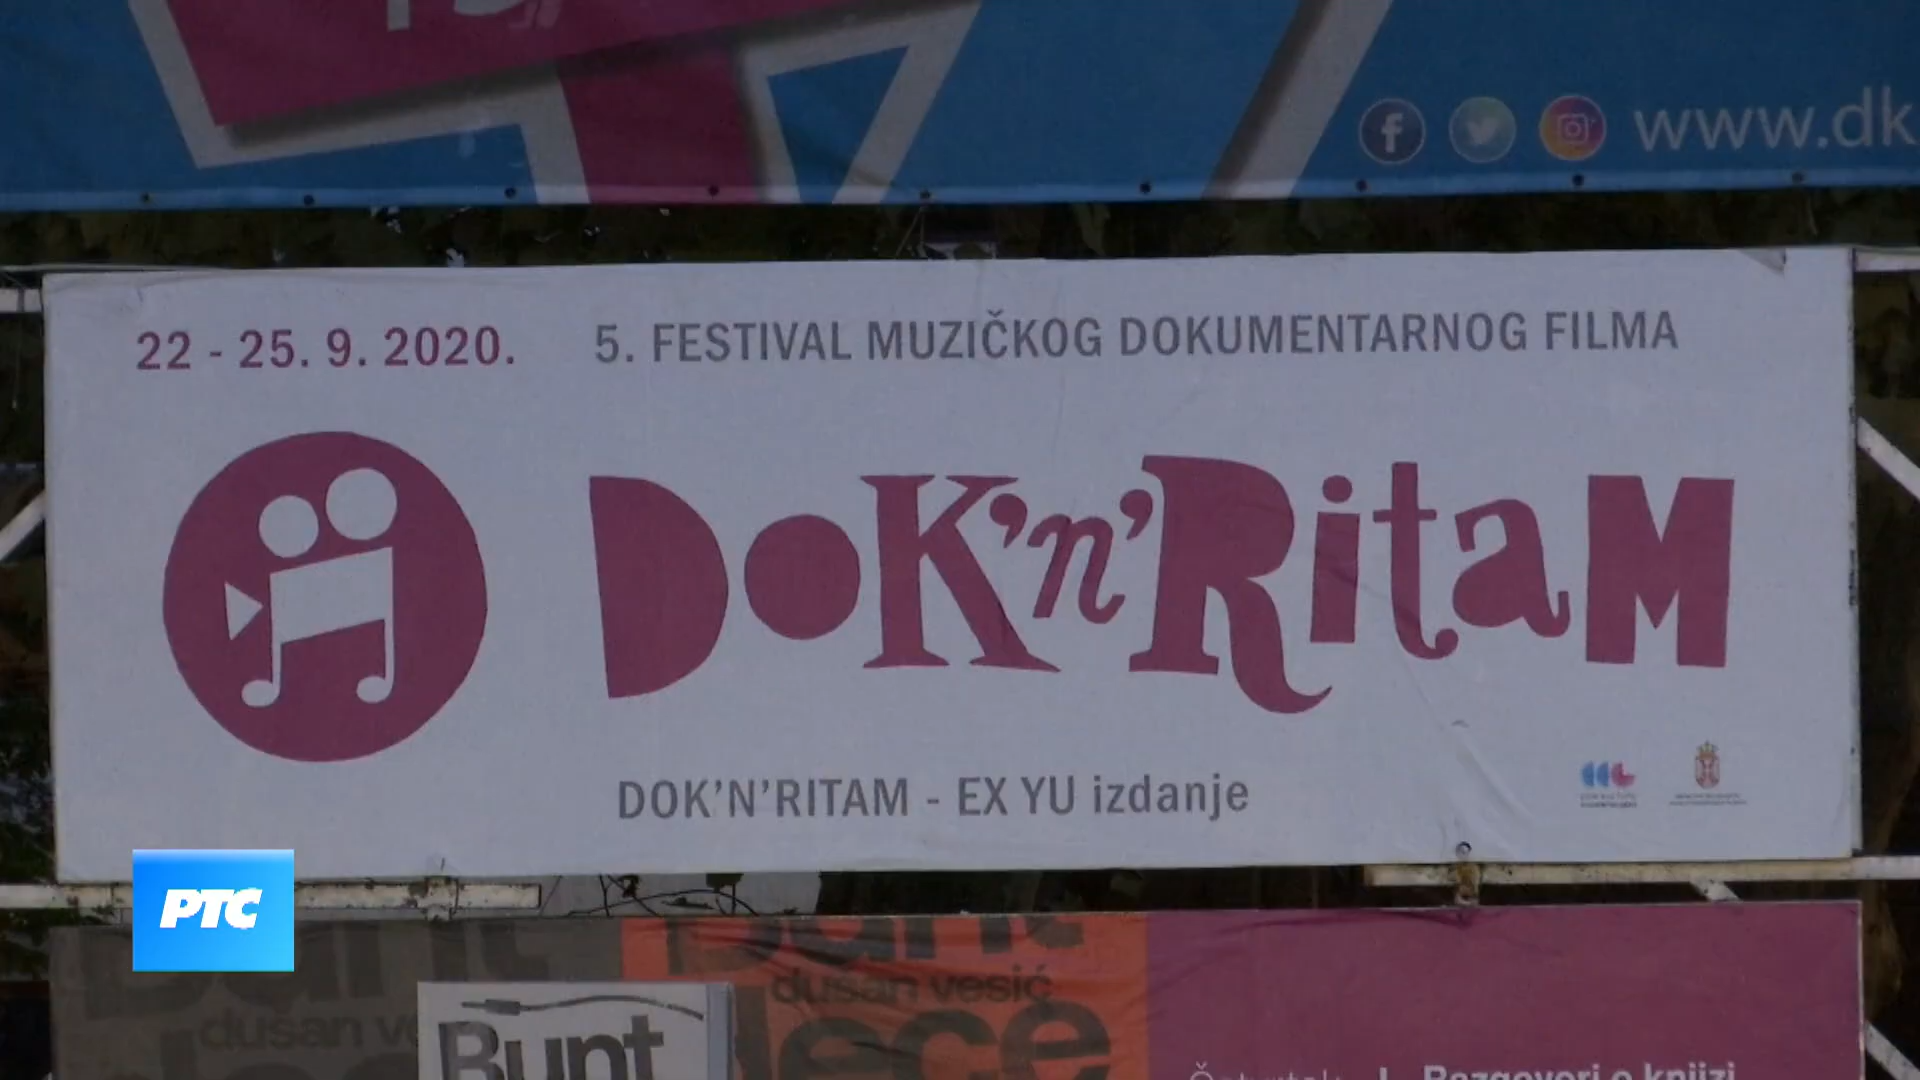 www.dk
22 - 25. 9. 2020. 5. FESTIVAL MUZIČKOG DOKUMENTARNOG FILMA
DOK'n'RitaM
DOK'N'RITAM - EX YU izdanje
РТС
dušan vesić
Bunt
dece
Razgovori o knjizi